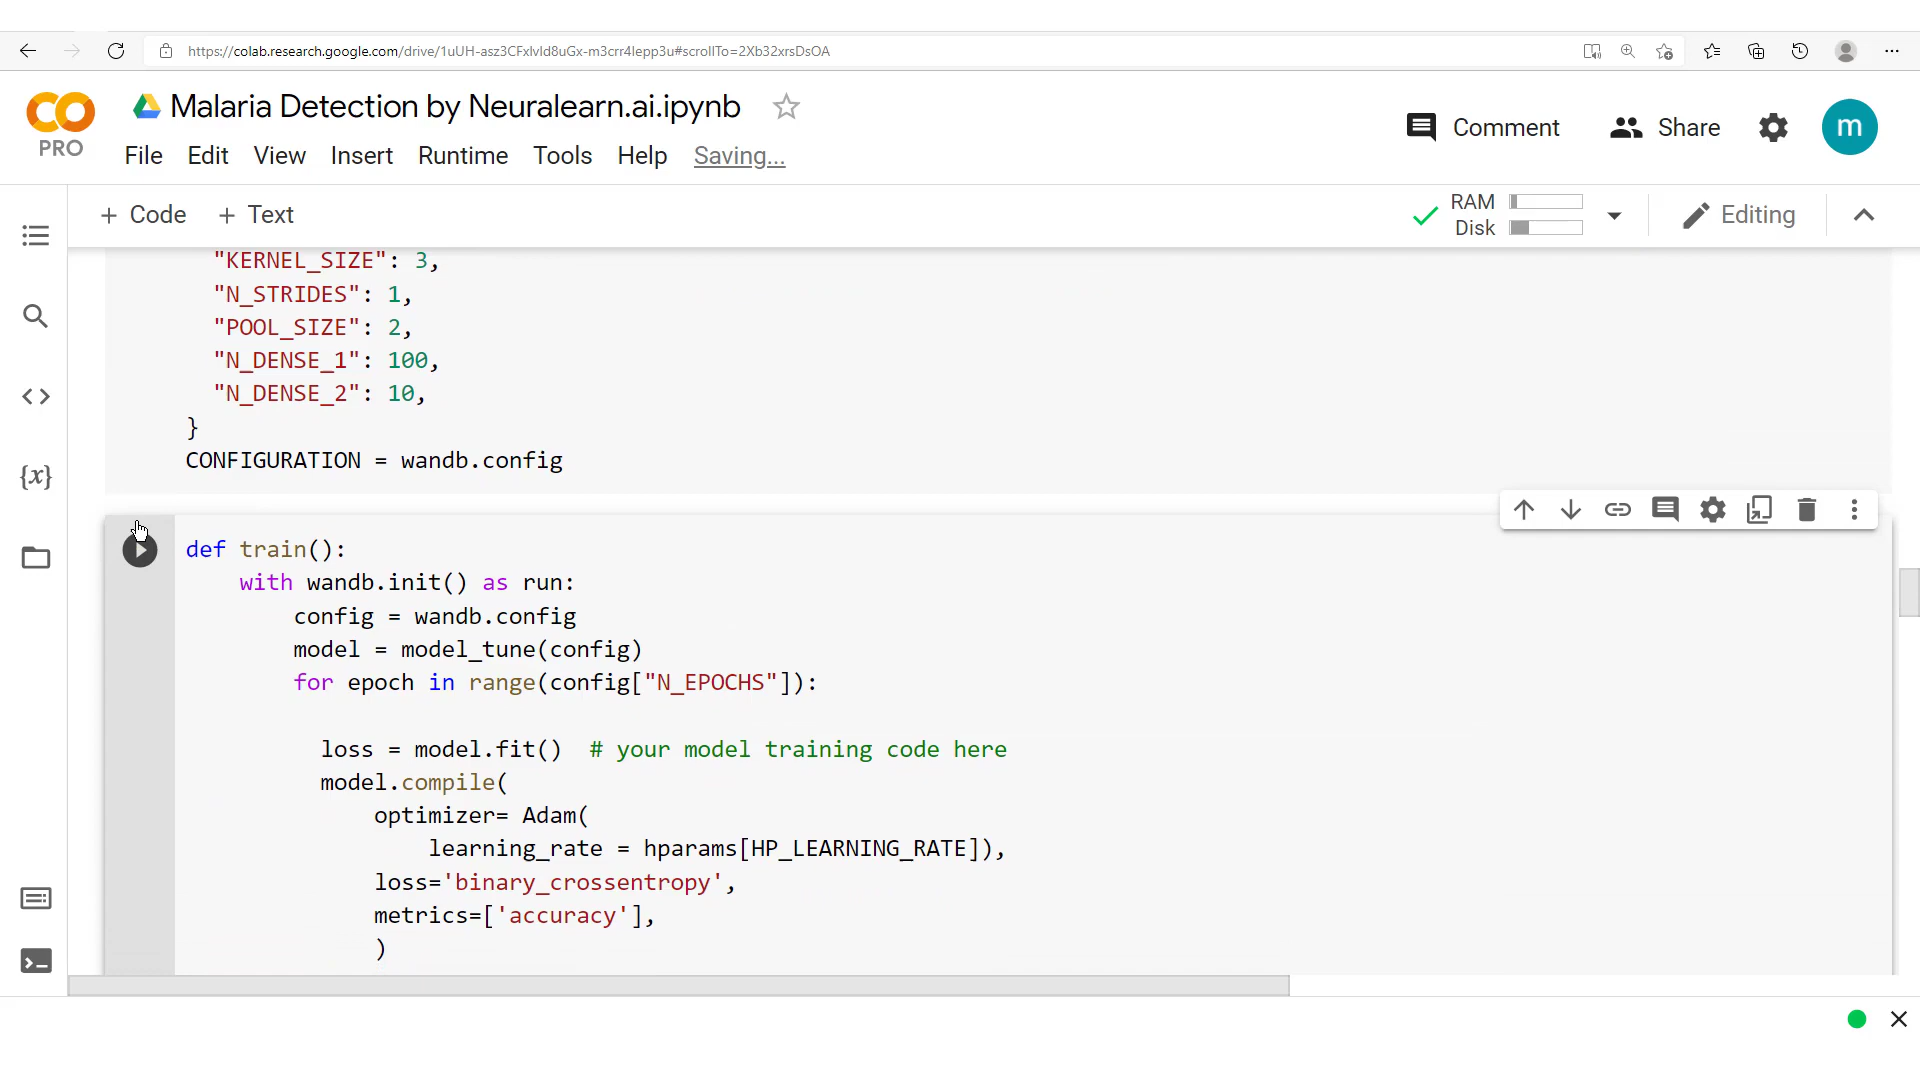 https://colab.research.google.com/drive/1uUH-asz3CFxlvld8uGx-m3crr4lepp3u#scrollTo=2Xb32xrsDsOA
PRO
Malaria Detection by Neuralearn.ai.ipynb
File Edit View Insert Runtime Tools Help Saving...
Comment
Share
m
+ Code + Text
RAM
Disk
Editing
{x}
"KERNEL_SIZE": 3,
"N_STRIDES": 1,
"POOL_SIZE": 2,
"N_DENSE_1": 100,
"N_DENSE_2": 10,
}
CONFIGURATION = wandb.config
def train():
with wandb.init() as run:
config = wandb.config
model = model_tune(config)
for epoch in range(config["N_EPOCHS"]):
loss = model.fit() # your model training code here
model.compile(
optimizer= Adam(
learning_rate = hparams[HP_LEARNING_RATE]),
loss='binary_crossentropy',
metrics=['accuracy'],
)